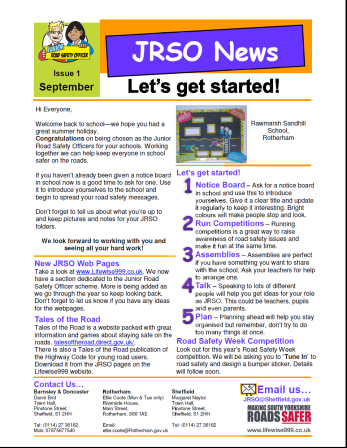 JRSO News
Issue 1
September
Let's get started!
Hi Everyone,
Welcome back to school—we hope you had a
great summer holiday.
Congratulations on being chosen as the Junior
Road Safety Officers for your schools. Working
together we can help keep everyone in school
safer on the roads.
If you haven't already been given a notice board
in school now is a good time to ask for one. Use
it to introduce yourselves to the school and
begin to spread your road safety messages.
Don't forget to tell us about what you're up to
and keep pictures and notes for your JRSO
folders.
We look forward to working with you and
seeing all your hard work!
New JRSO Web Pages
Take a look at www.Lifewise999.co.uk. We now
have a section dedicated to the Junior Road
Safety Officer scheme. More is being added as
we go through the year so keep looking back.
Don't forget to let us know if you have any ideas
for the webpages.
Tales of the Road
Tales of the Road is a website packed with great
information and games about staying safe on the
roads, talesoftheroad.direct.gov.uk/.
There is also a Tales of the Road publication of
the Highway Code for young road users.
Download it from the JRSO pages on the
Lifewise999 website.
Rawmarsh Sandhill
School,
Rotherham
Let's get started!
1 Notice Board – Ask for a notice board
in school and use this to introduce
yourselves. Give it a clear title and update
it regularly to keep it interesting. Bright
colours will make people stop and look.
2 Run Competitions – Running
competitions is a great way to raise
awareness of road safety issues and
make it fun at the same time.
3 Assemblies – Assemblies are perfect
if you have something you want to share
with the school. Ask your teachers for help
to arrange one.
4 Talk – Speaking to lots of different
people will help you get ideas for your role
as JRSO. This could be teachers, pupils
and even parents.
5 Plan – Planning ahead will help you stay
organised but remember, don't try to do
too many things at once.
Road Safety Week Competition
Look out for this year's Road Safety Week
competition. We will be asking you to 'Tune In' to
road safety and design a bumper sticker. Details
will follow soon.
Contact Us…
Barnsley & Doncaster
Town Hall,
Pinstone Street,
Sheffield, S1 2HH
Tel: (0114) 27 36162
Rotherham
Ellie Coote (Mon & Tue only)
Riverside House,
Main Street,
Rotherham, S60 1AE
Email:
ellie.coote@Rotherham.gov.uk
Sheffield
Margaret Naylor
Town Hall,
Pinstone Street,
Sheffield, S1 2HH
Tel: (0114) 27 36162
Email us…
JRSO@Sheffield.gov.uk
MAKING SOUTH YORKSHIRE
ROADS SAFER
www.lifewise999.co.uk